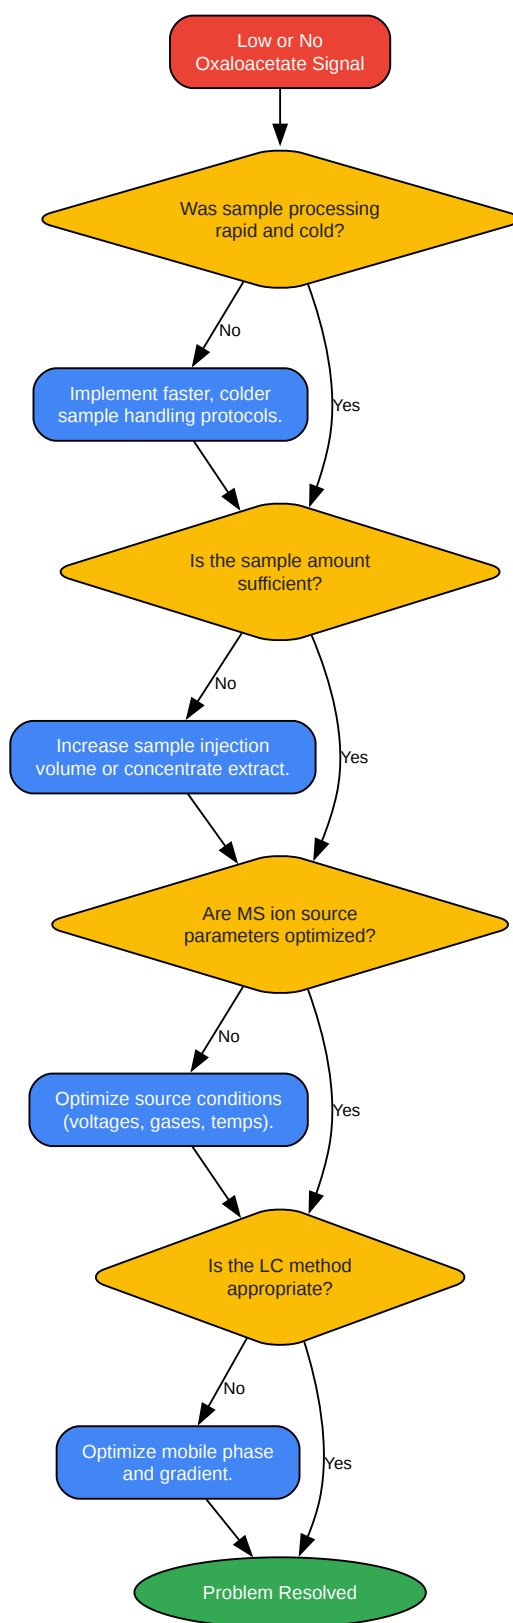 Low or No
Oxaloacetate Signal
Was sample processing
rapid and cold?
No
Implement faster, colder
sample handling protocols.
Yes
Is the sample amount
sufficient?
No
Increase sample injection
volume or concentrate extract.
Yes
Are MS ion source
parameters optimized?
No
Optimize source conditions
(voltages, gases, temps).
Yes
Is the LC method
appropriate?
No
Optimize mobile phase
and gradient.
Yes
Problem Resolved